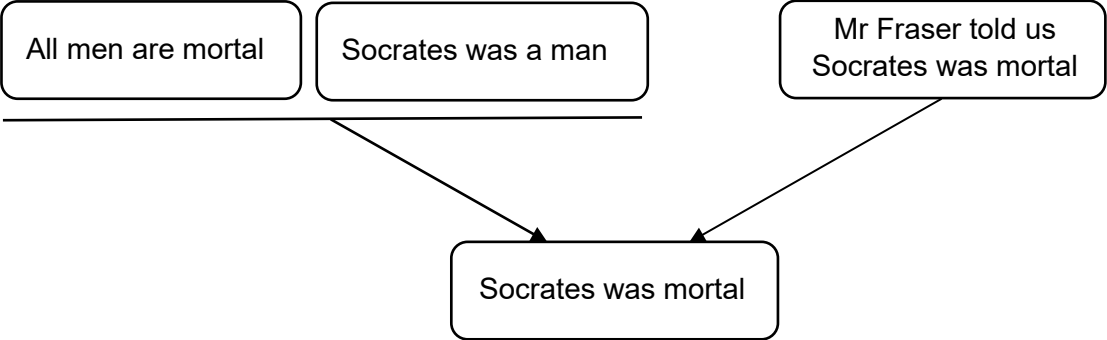 All men are mortal
Socrates was a man
Mr Fraser told us
Socrates was mortal
Socrates was mortal